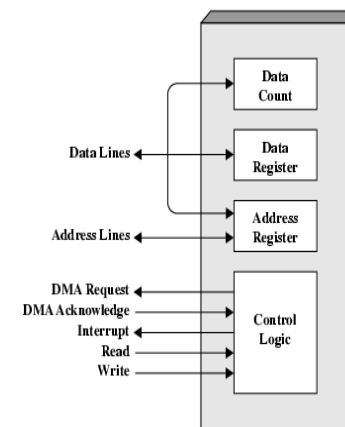 Data
Count
Data Lines
Data
Register
Address Lines
Address
Register
DMA Request
DMA Acknowledge
Interrupt
Read
Write
Control
Logic